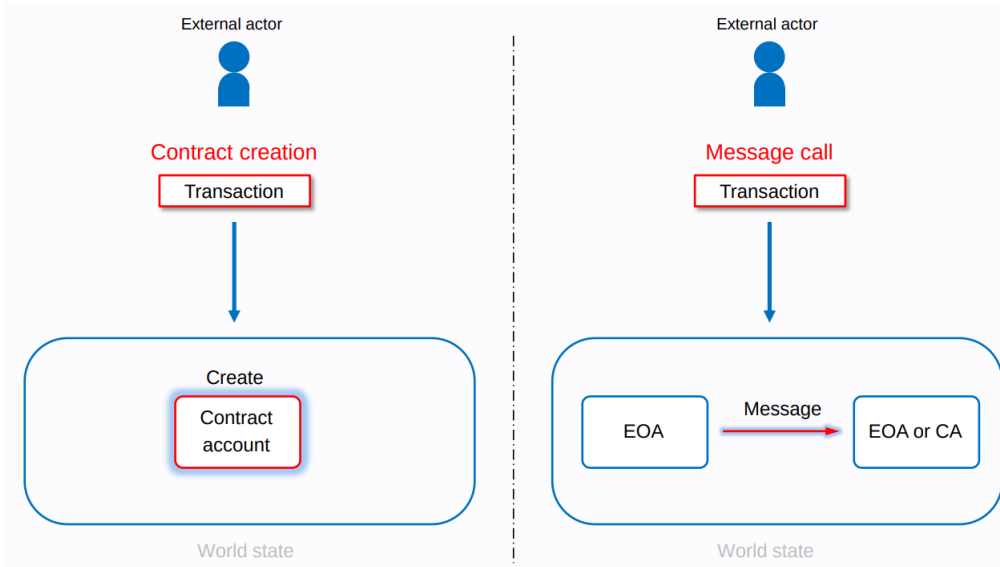 External actor
Contract creation
Transaction
Create
Contract
account
World state
External actor
Message call
Transaction
EOA
Message
EOA or CA
World state